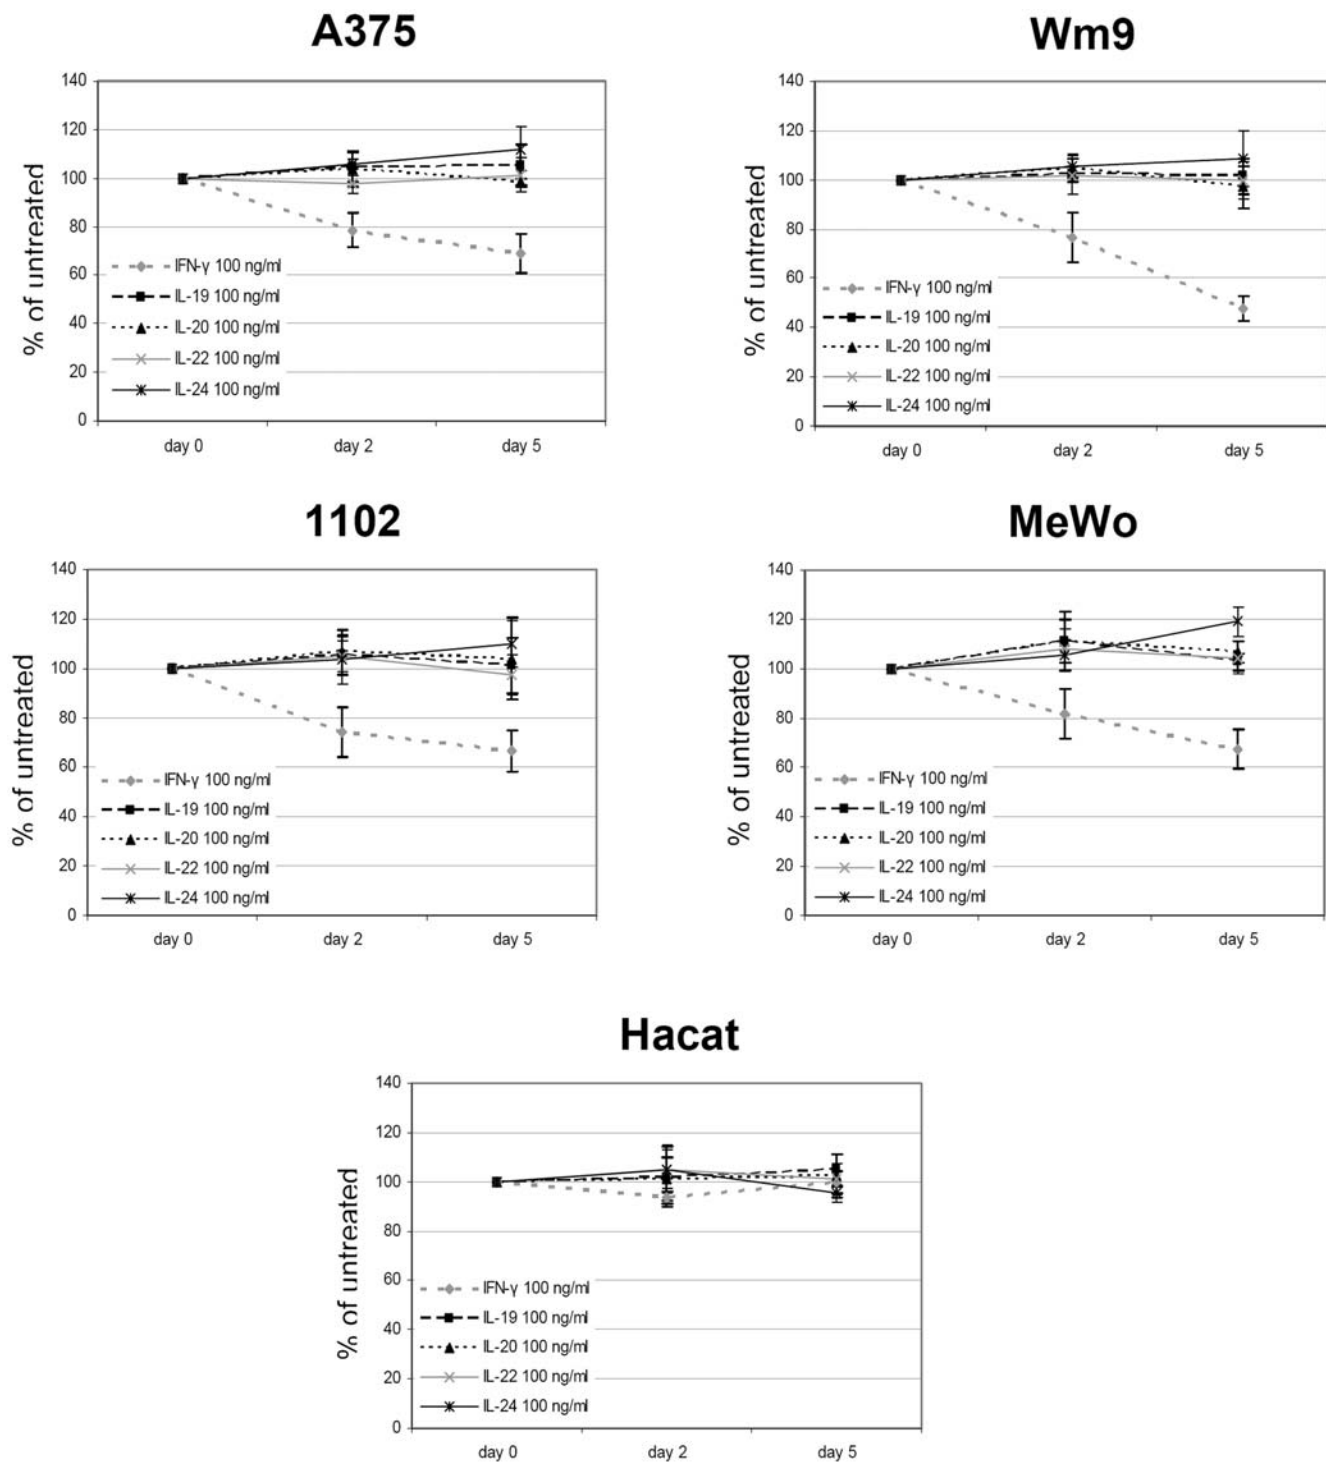 A375
% of untreated
140
120
100
80
60
40
20
0
IFN-γ 100 ng/ml
IL-19 100 ng/ml
IL-20 100 ng/ml
IL-22 100 ng/ml
IL-24 100 ng/ml
day 0 day 2 day 5
Wm9
% of untreated
140
120
100
80
60
40
20
0
IFN-γ 100 ng/ml
IL-19 100 ng/ml
IL-20 100 ng/ml
IL-22 100 ng/ml
IL-24 100 ng/ml
day 0 day 2 day 5
1102
% of untreated
140
120
100
80
60
40
20
0
IFN-γ 100 ng/ml
IL-19 100 ng/ml
IL-20 100 ng/ml
IL-22 100 ng/ml
IL-24 100 ng/ml
day 0 day 2 day 5
MeWo
% of untreated
140
120
100
80
60
40
20
0
IFN-γ 100 ng/ml
IL-19 100 ng/ml
IL-20 100 ng/ml
IL-22 100 ng/ml
IL-24 100 ng/ml
day 0 day 2 day 5
Hacat
% of untreated
140
120
100
80
60
40
20
0
IFN-γ 100 ng/ml
IL-19 100 ng/ml
IL-20 100 ng/ml
IL-22 100 ng/ml
IL-24 100 ng/ml
day 0 day 2 day 5